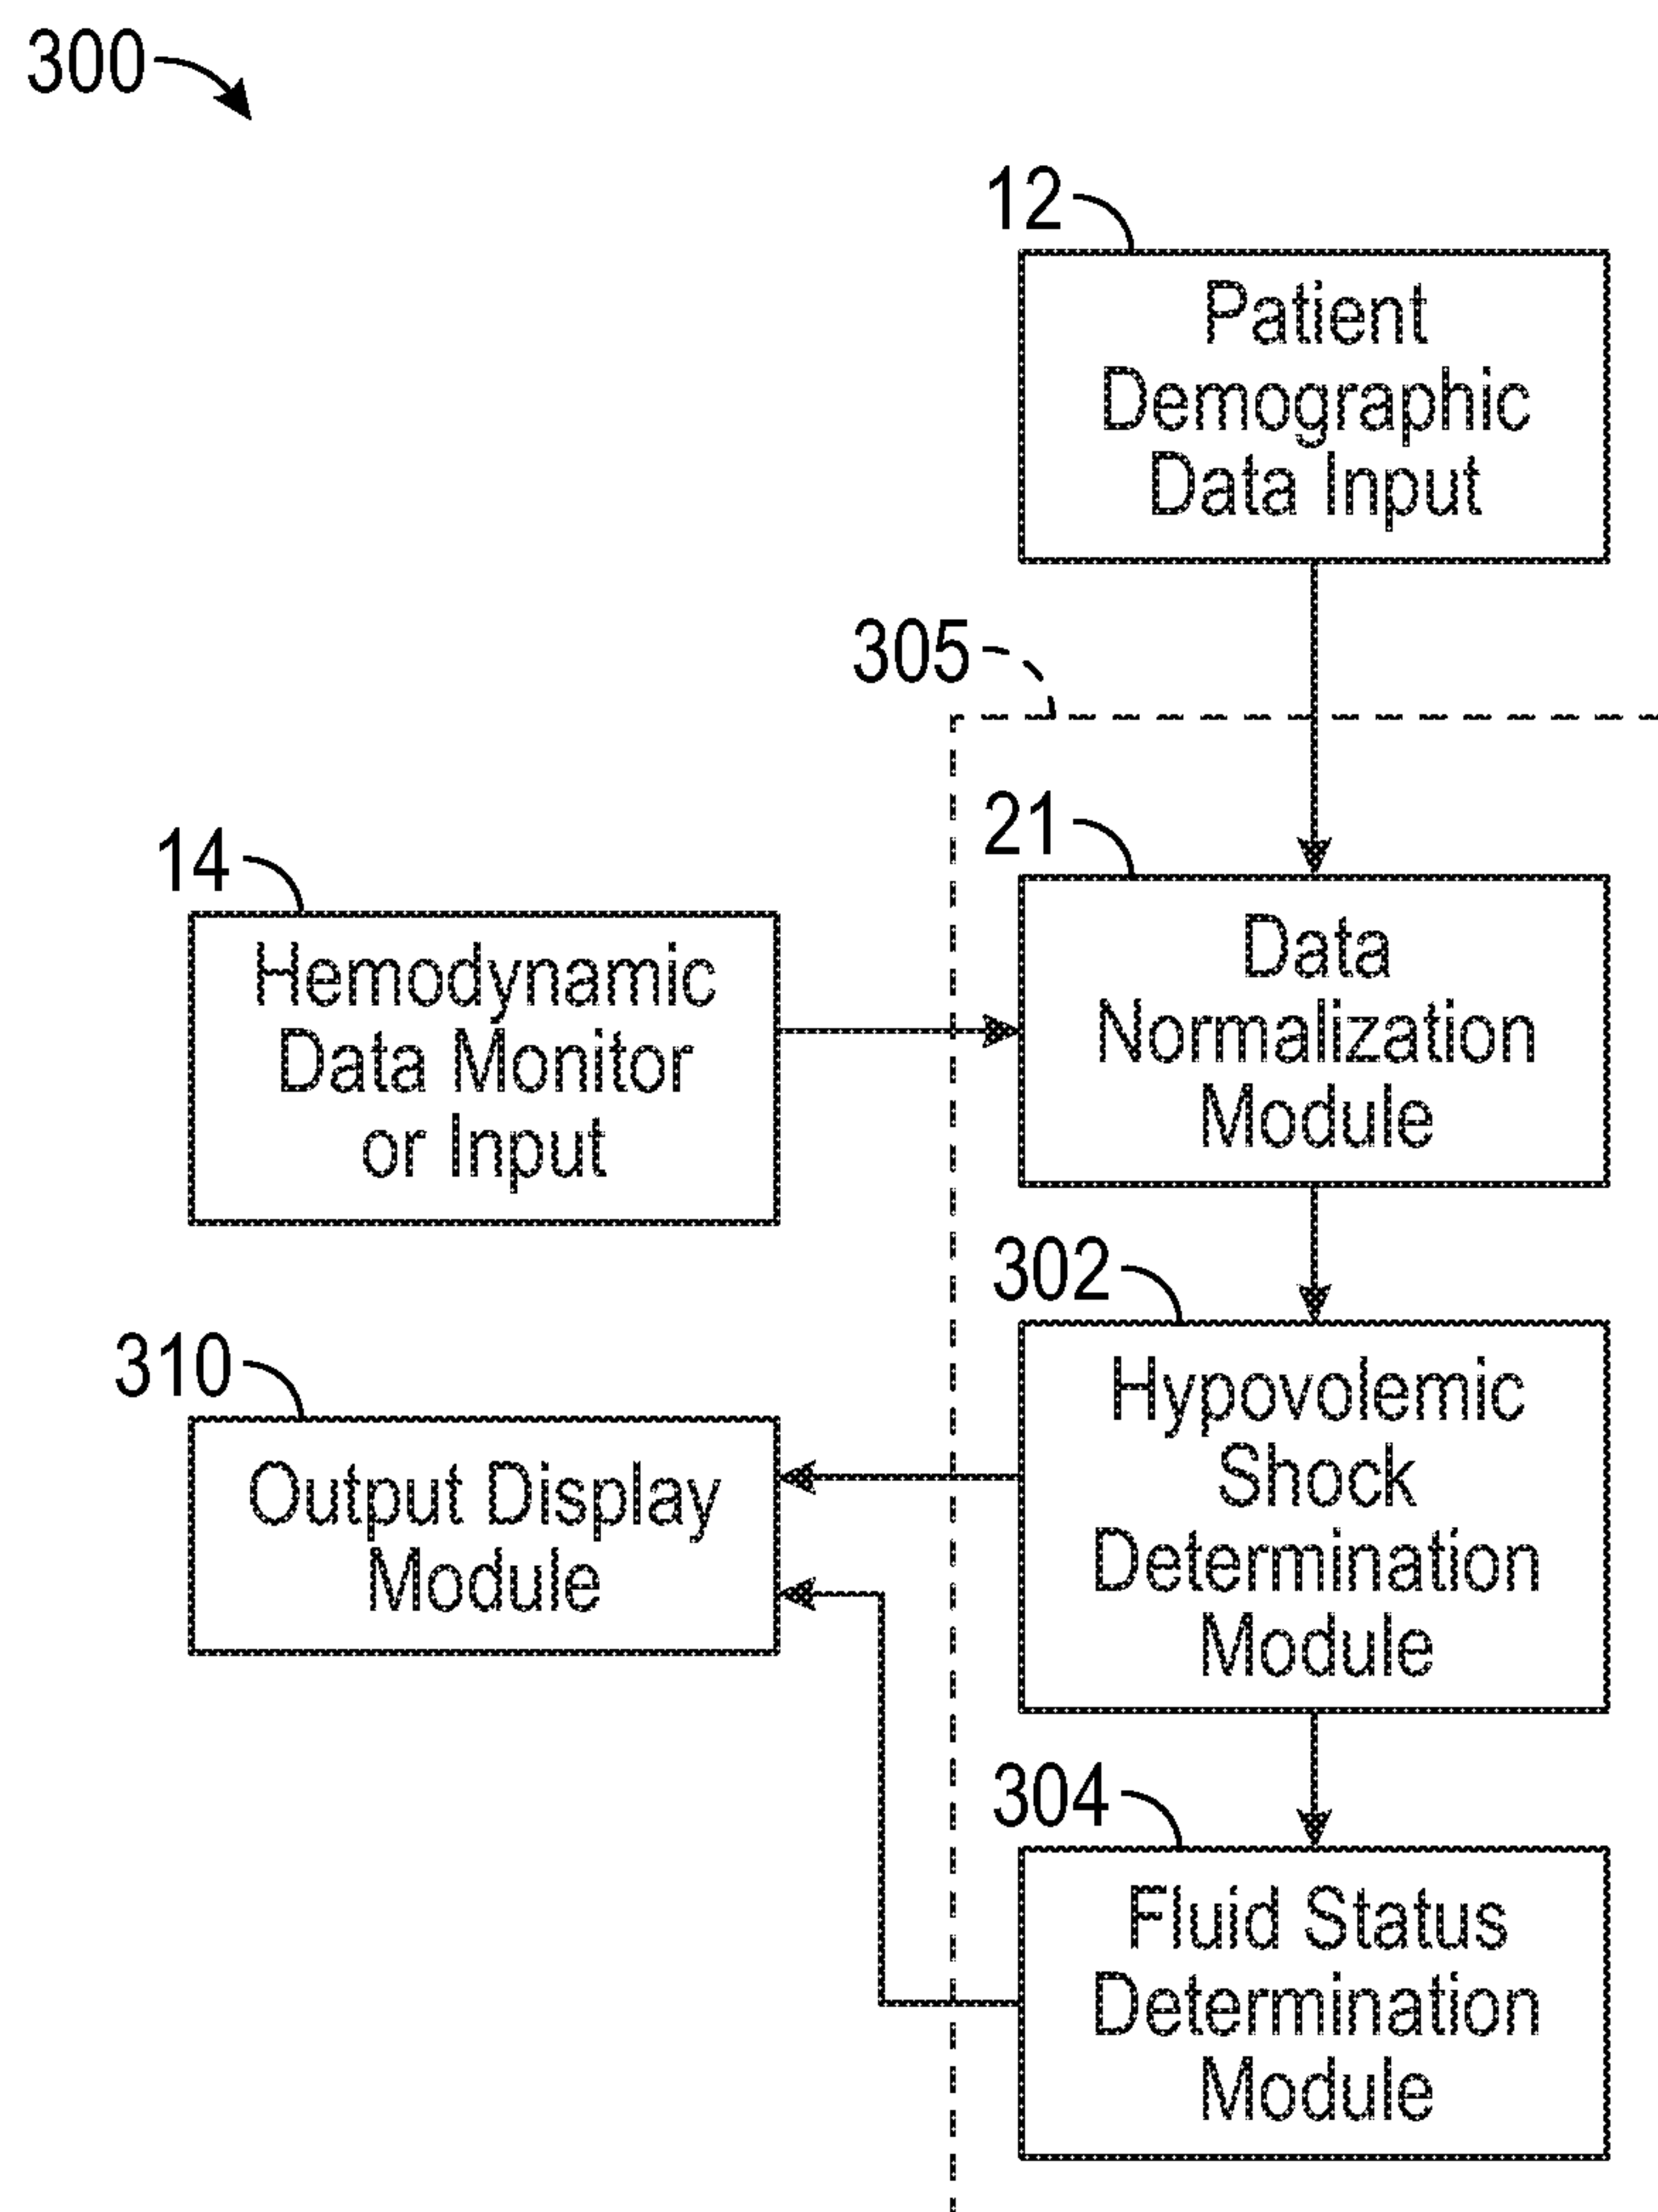 300
12
Patient
Demographic
Data Input
305
21
Data
Normalization
Module
14
Hemodynamic
Data Monitor
or Input
302
Hypovolemic
Shock
Determination
Module
310
Output Display
Module
304
Fluid Status
Determination
Module